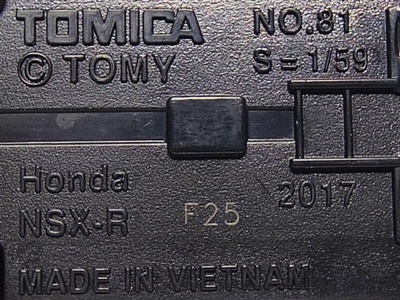 TOMICA NO.81
© TOMY S=1/59
Honda 2017
NSX-R F25
MADE IN VIETNAM